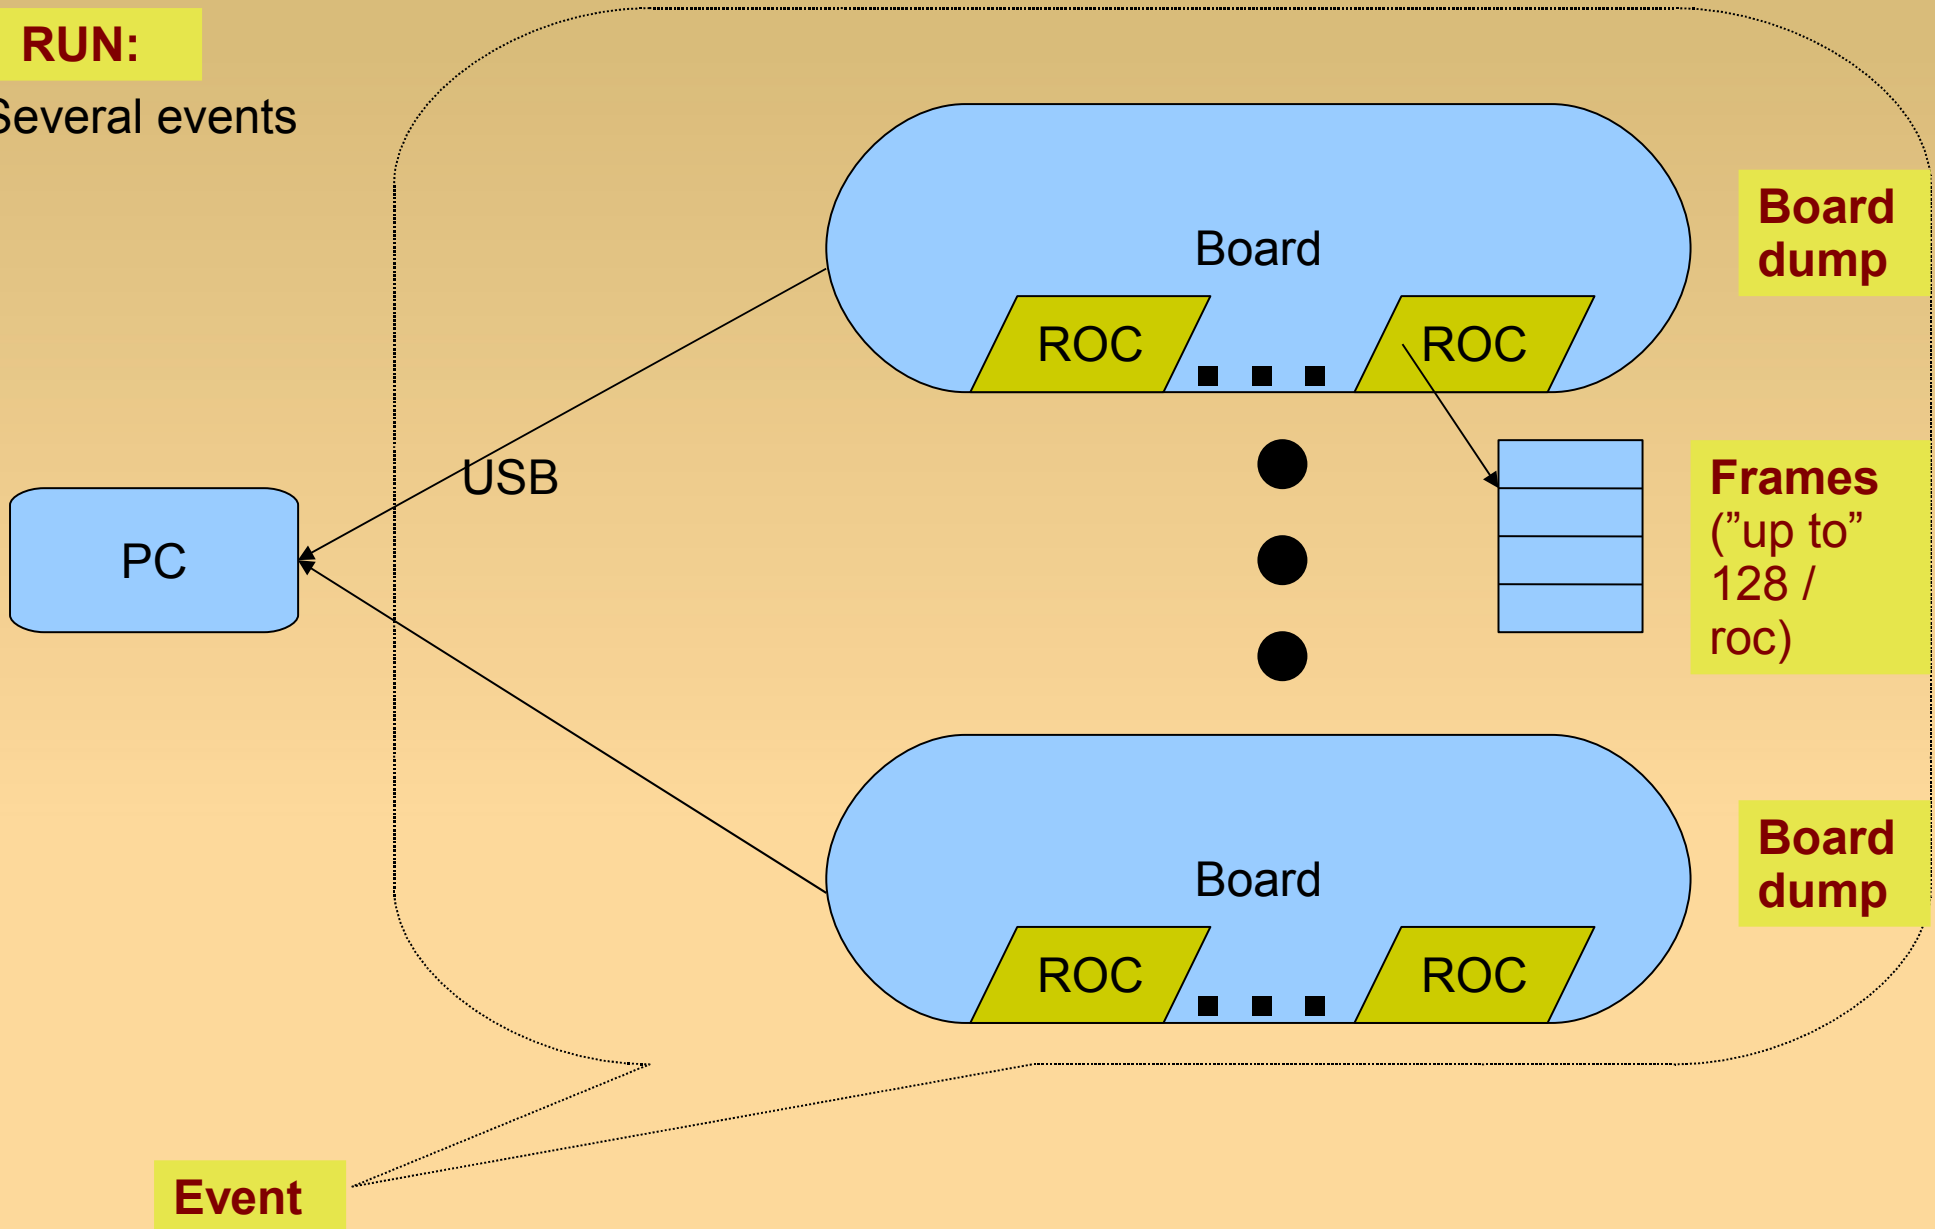 RUN:
Several events
Board
Board
dump
ROC
ROC
USB
Frames
(”up to”
128 /
roc)
PC
Board
Board
dump
ROC
ROC
Event